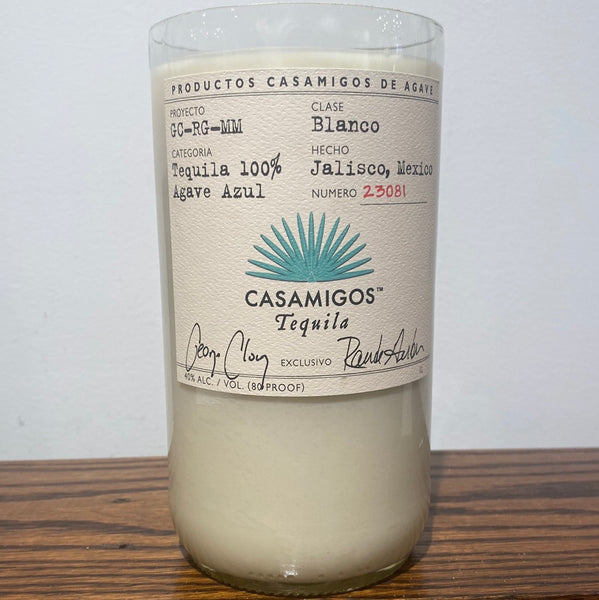 PRODUCTOS CASAMIGOS DE AGAVE
PROYECTO
GC-RG-MM
CLASE
Blanco
CATEGORIA
Tequila 100%
Agave Azul
HECHO
Jalisco, Mexico
NUMERO 23081
CASAMIGOS™
Tequila
EXCLUSIVO
40% ALC. / VOL. (80 PROOF)